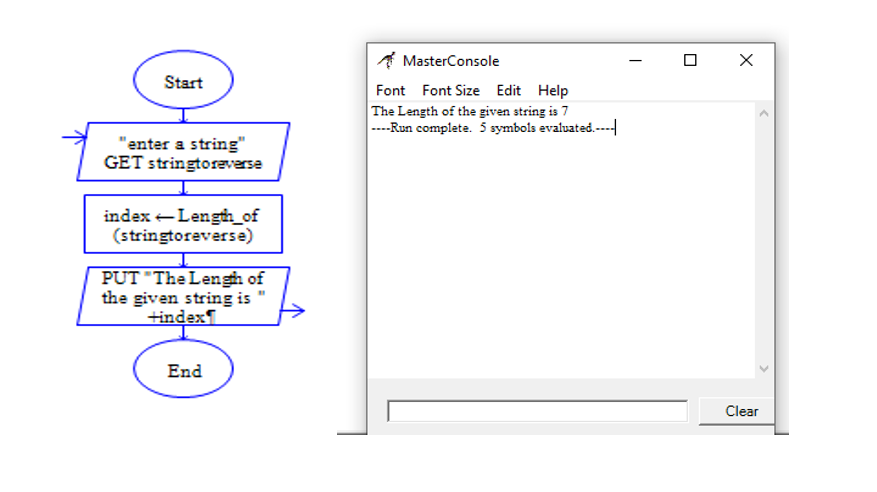 Start
"enter a string"
GET stringtoreverse
index ← Length_of
(stringtoreverse)
PUT "The Length of
the given string is "
+index¶
End
MasterConsole
Font Font Size Edit Help
The Length of the given string is 7
----Run complete. 5 symbols evaluated.----
Clear